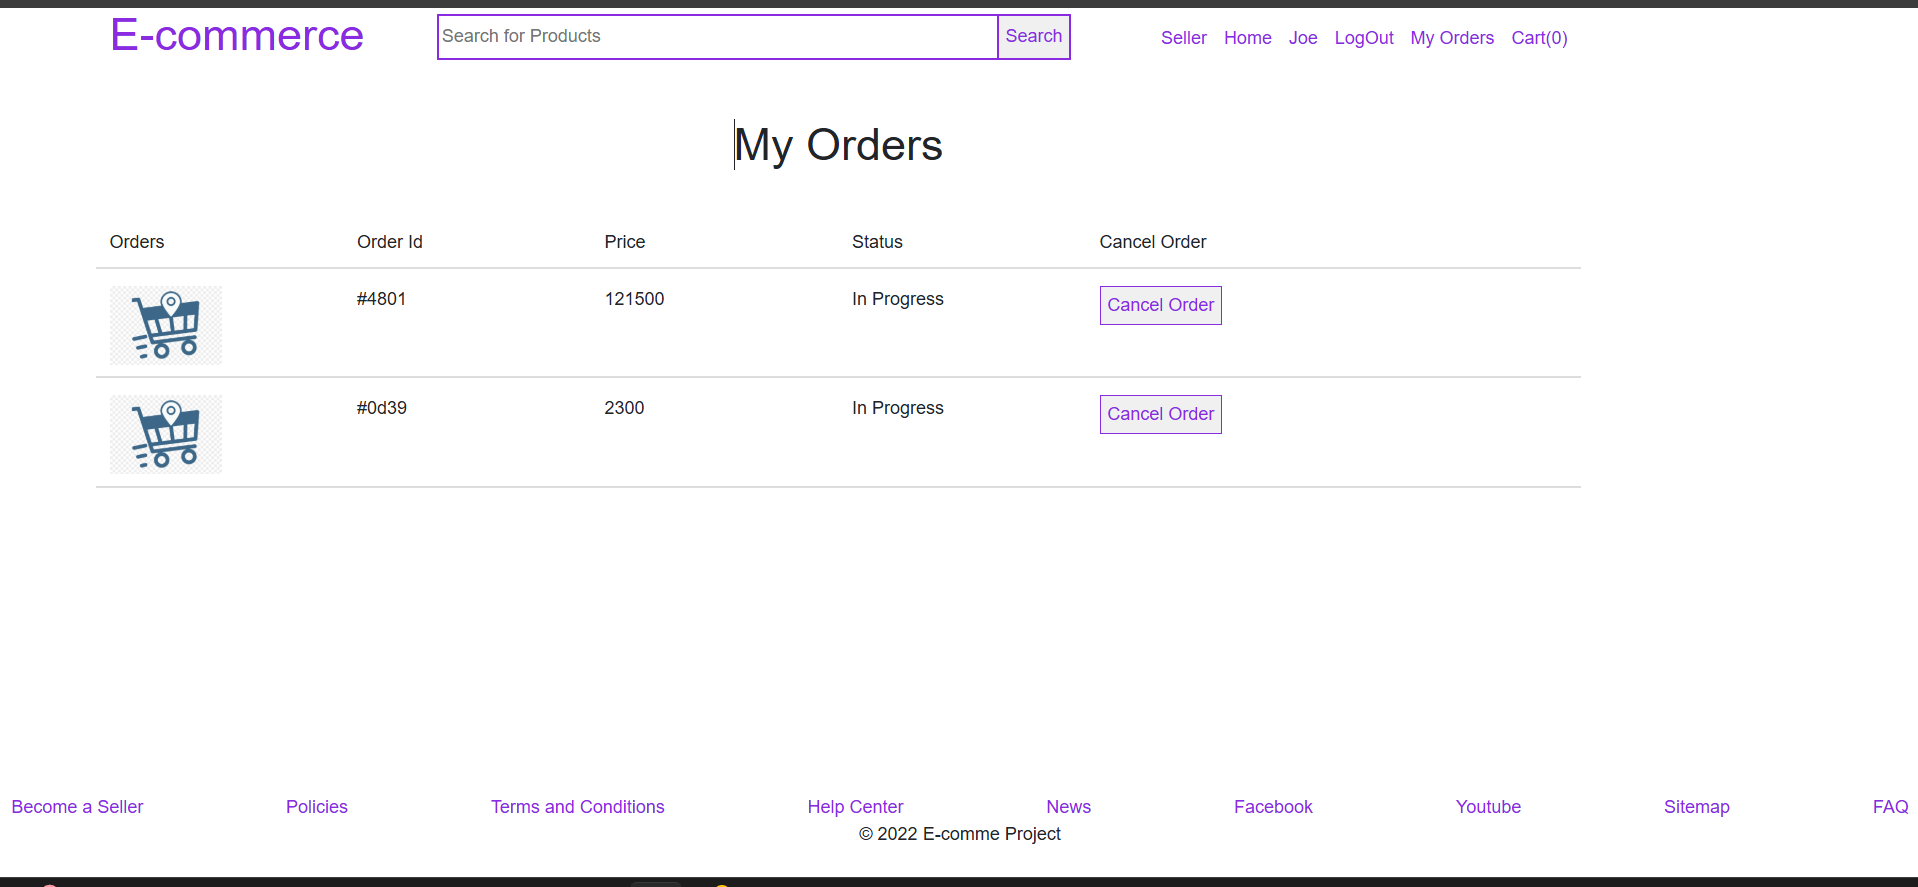 E-commerce Search for Products Search Seller Home Joe LogOut My Orders Cart(0)
My Orders
Orders Order Id Price Status Cancel Order
#4801 121500 In Progress Cancel Order
#0d39 2300 In Progress Cancel Order
Become a Seller Policies Terms and Conditions Help Center News Facebook Youtube Sitemap FAQ
© 2022 E-comme Project